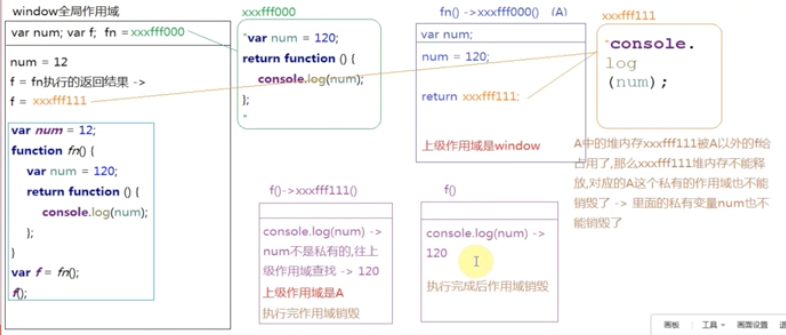 window全局作用域
var num; var f; fn =xxxfff000
num = 12
f = fn执行的返回结果 ->
f = xxxfff111
var num = 12;
function fn() {
var num = 120;
return function () {
console.log(num);
};
}
var f = fn();
f();
xxxfff000
"var num = 120;
return function () {
console.log(num);
};
"
fn() ->xxxfff000() (A)
var num;
num = 120;
return xxxfff111;
上级作用域是window
xxxfff111
"console.
log
(num);
A中的堆内存xxxfff111被A以外的f给
占用了,那么xxxfff111堆内存不能释
放,对应的A这个私有的作用域也不能
销毁了 -> 里面的私有变量num也不
能销毁了
f()->xxxfff111()
console.log(num) ->
num不是私有的,往上
级作用域查找 -> 120
上级作用域是A
执行完作用域销毁
f()
console.log(num) ->
120
执行完成后作用域销毁
画板 工具 画面设置